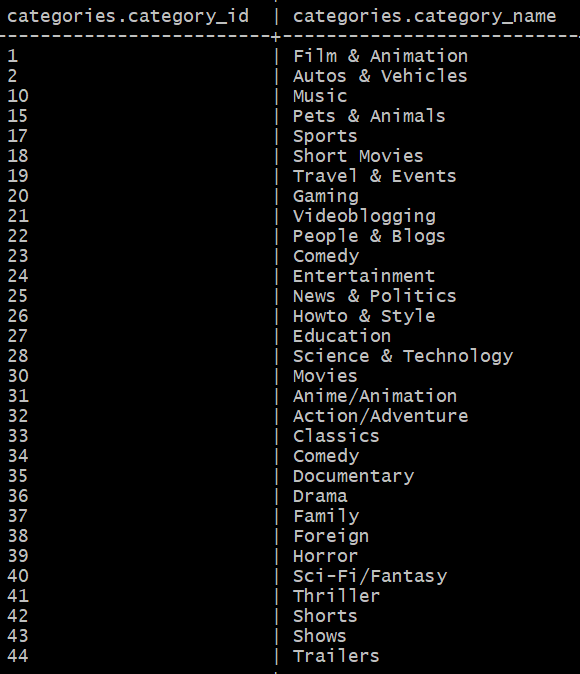 categories.category_id | categories.category_name
-------------------------+---------------------------
1 | Film & Animation
2 | Autos & Vehicles
10 | Music
15 | Pets & Animals
17 | Sports
18 | Short Movies
19 | Travel & Events
20 | Gaming
21 | Videoblogging
22 | People & Blogs
23 | Comedy
24 | Entertainment
25 | News & Politics
26 | Howto & Style
27 | Education
28 | Science & Technology
30 | Movies
31 | Anime/Animation
32 | Action/Adventure
33 | Classics
34 | Comedy
35 | Documentary
36 | Drama
37 | Family
38 | Foreign
39 | Horror
40 | Sci-Fi/Fantasy
41 | Thriller
42 | Shorts
43 | Shows
44 | Trailers